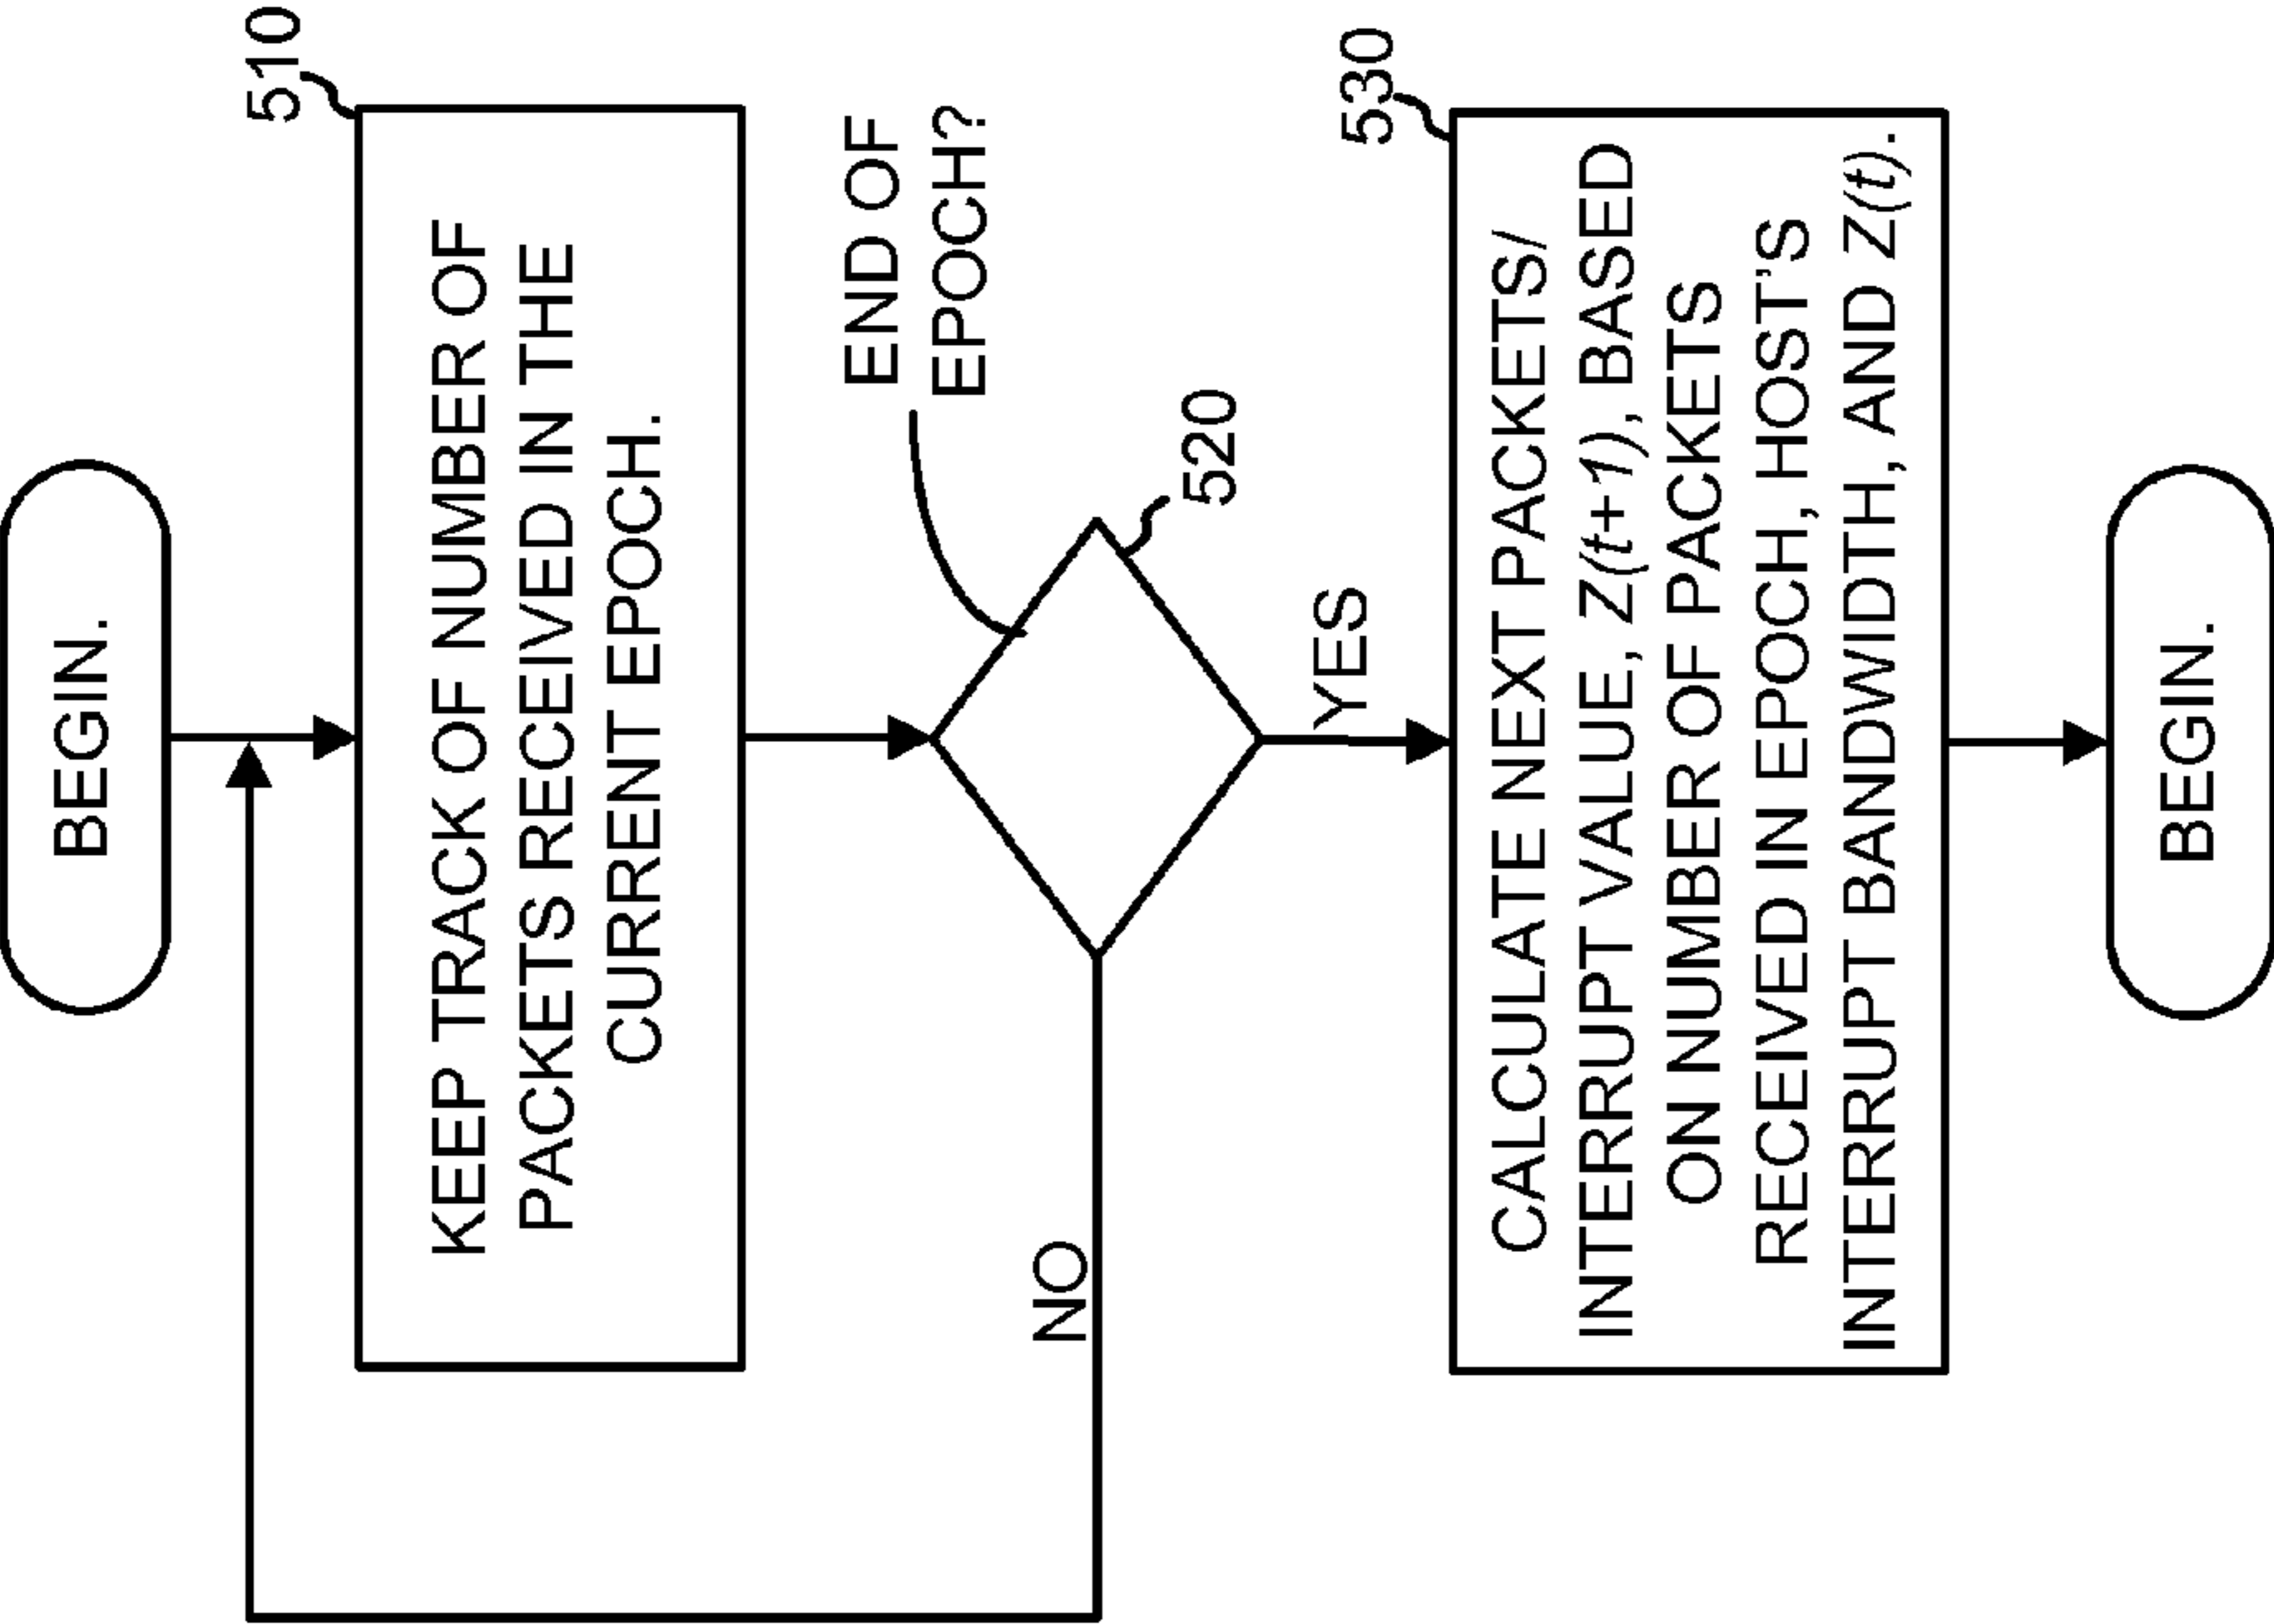 BEGIN.
510
KEEP TRACK OF NUMBER OF
PACKETS RECEIVED IN THE
CURRENT EPOCH.
END OF
EPOCH?
520
NO
YES
530
CALCULATE NEXT PACKETS/
INTERRUPT VALUE, Z(t+1), BASED
ON NUMBER OF PACKETS
RECEIVED IN EPOCH, HOST'S
INTERRUPT BANDWIDTH, AND Z(t).
BEGIN.